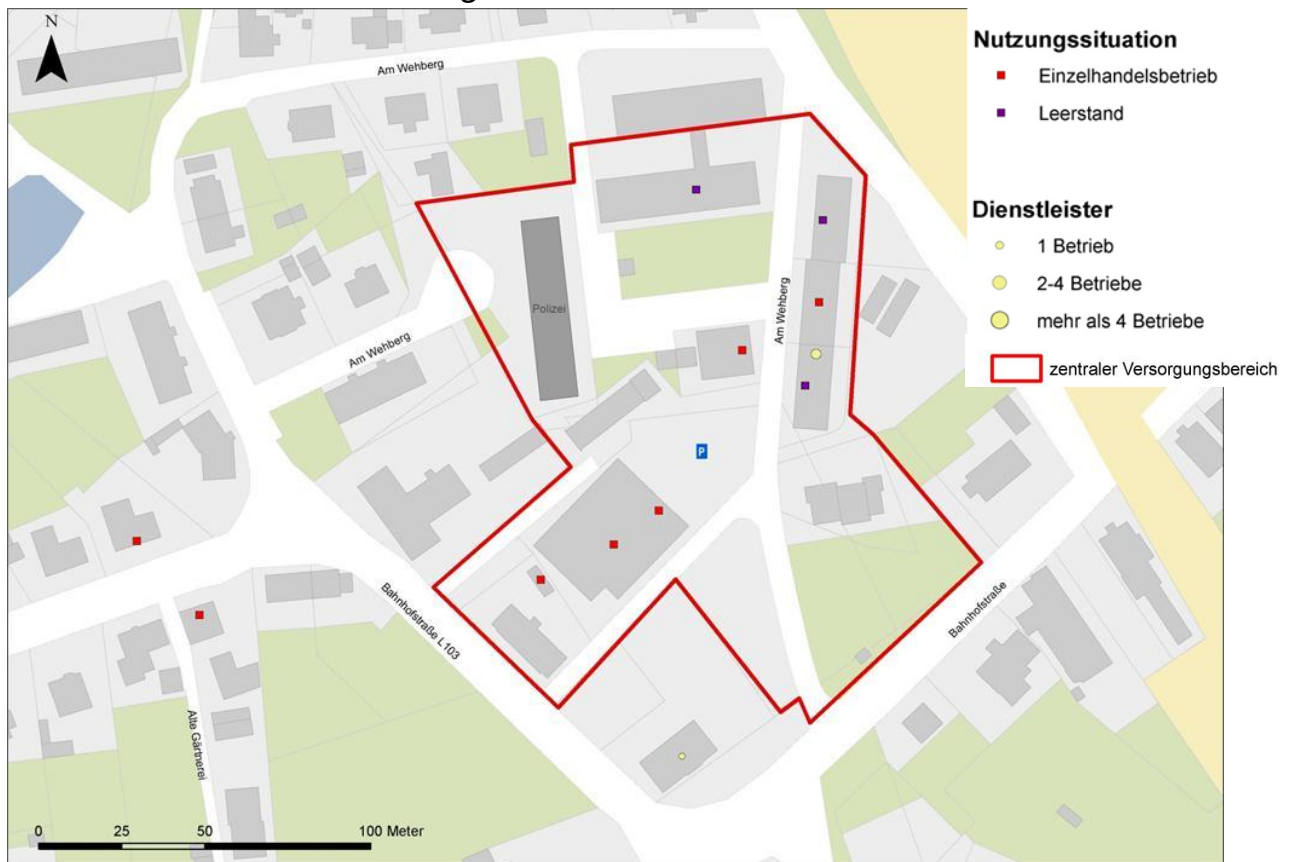 N
Am Wehberg
Nutzungssituation
Einzelhandelsbetrieb
Leerstand
Dienstleister
1 Betrieb
2-4 Betriebe
mehr als 4 Betriebe
zentraler Versorgungsbereich
Polizei
Am Wehberg
Am Wehberg
P
Bahnhofstraße L103
Bahnhofstraße
Alte Gärtnerei
0 25 50 100 Meter